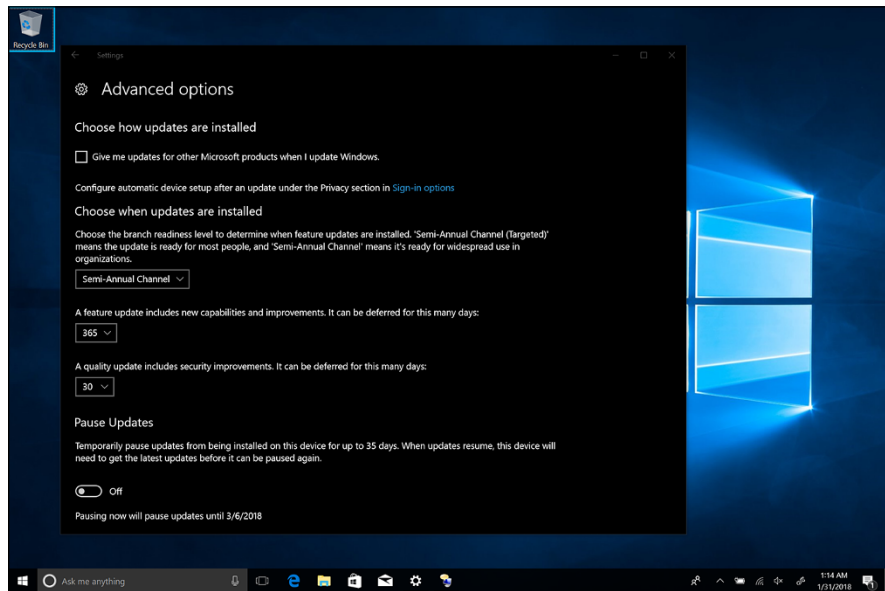 Recycle Bin
Settings
Advanced options
Choose how updates are installed
Give me updates for other Microsoft products when I update Windows.
Configure automatic device setup after an update under the Privacy section in Sign-in options
Choose when updates are installed
Choose the branch readiness level to determine when feature updates are installed. 'Semi-Annual Channel (Targeted)'
means the update is ready for most people, and 'Semi-Annual Channel' means it's ready for widespread use in
organizations.
Semi-Annual Channel
A feature update includes new capabilities and improvements. It can be deferred for this many days:
365
A quality update includes security improvements. It can be deferred for this many days:
30
Pause Updates
Temporarily pause updates from being installed on this device for up to 35 days. When updates resume, this device will
need to get the latest updates before it can be paused again.
Off
Pausing now will pause updates until 3/6/2018
Ask me anything
1:14 AM
1/31/2018
1